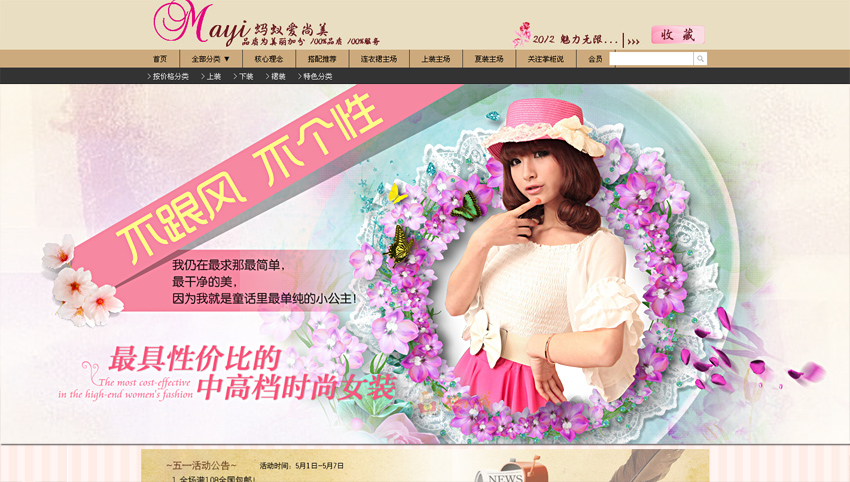 Mayi 蚂蚁爱尚美
品质为美丽加分 100%品质 100%服务
2012 魅力无限...
收藏
首页 全部分类 ▼ 核心理念 搭配推荐 连衣裙主场 上装主场 夏装主场 关注掌柜说 会员
按价格分类 上装 下装 裙装 特色分类
不跟风 不个性
我仍在最求那最简单,
最干净的美,
因为我就是童话里最单纯的小公主!
最具性价比的
The most cost-effective
in the high-end women's fashion
中高档时尚女装
~五一活动公告~ 活动时间: 5月1日-5月7日
1.全场满108全国包邮!
NEWS